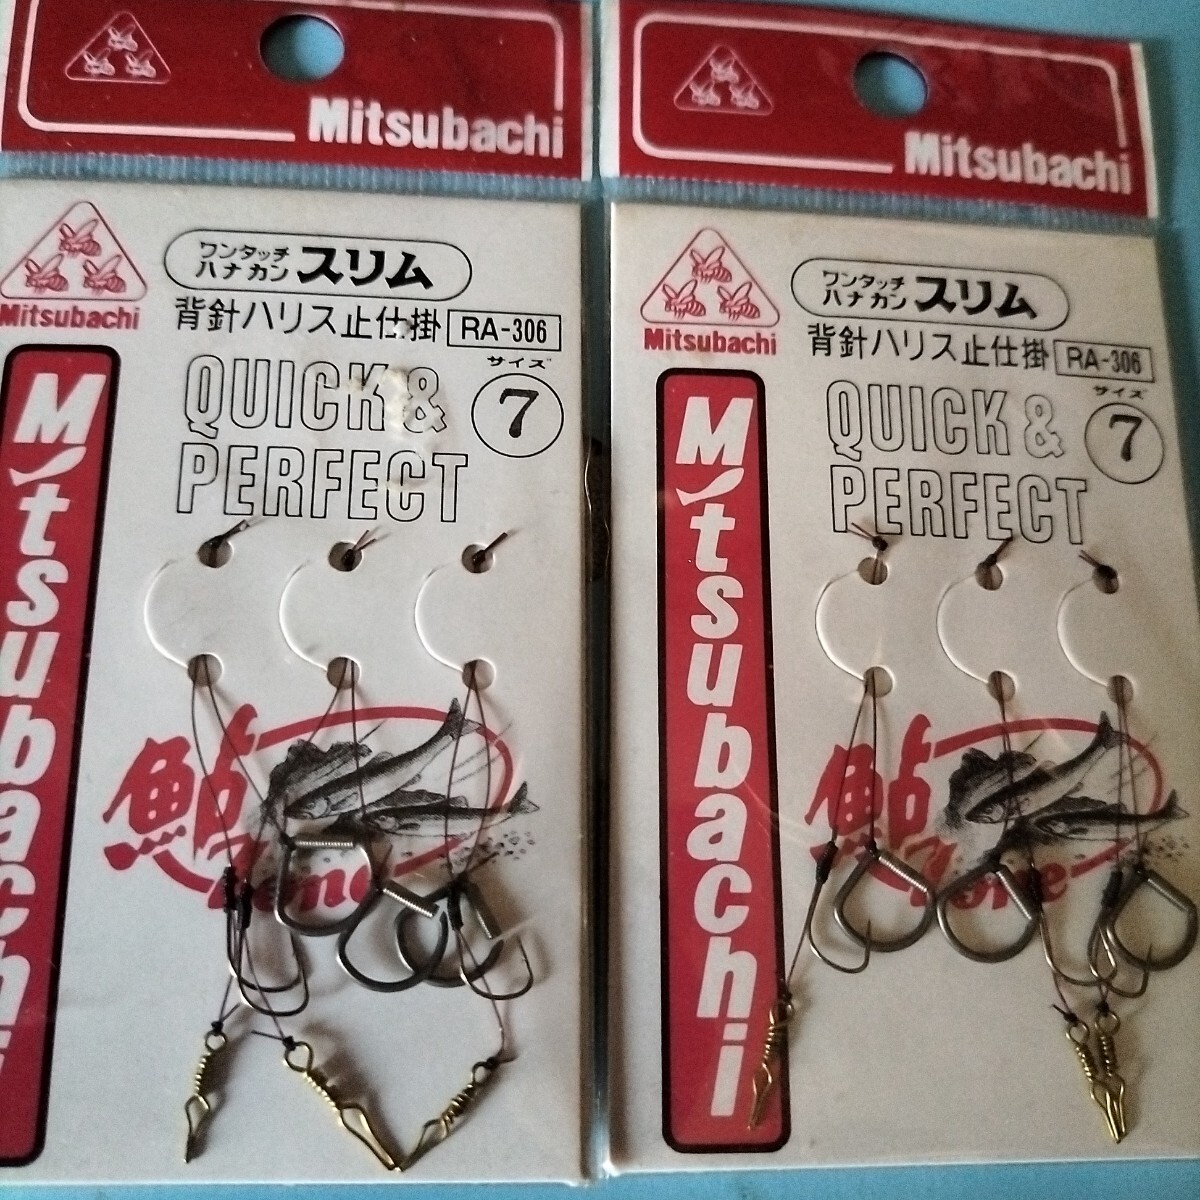 Mitsubachi
Mitsubachi
ワンタッチ
ハナカン スリム
背針ハリス止仕掛 RA-306
QUICK &
PERFECT
サイズ
7
Mitsubachi
鮎
Mitsubachi
Mitsubachi
ワンタッチ
ハナカン スリム
背針ハリス止仕掛 RA-306
QUICK &
PERFECT
サイズ
7
Mitsubachi
鮎